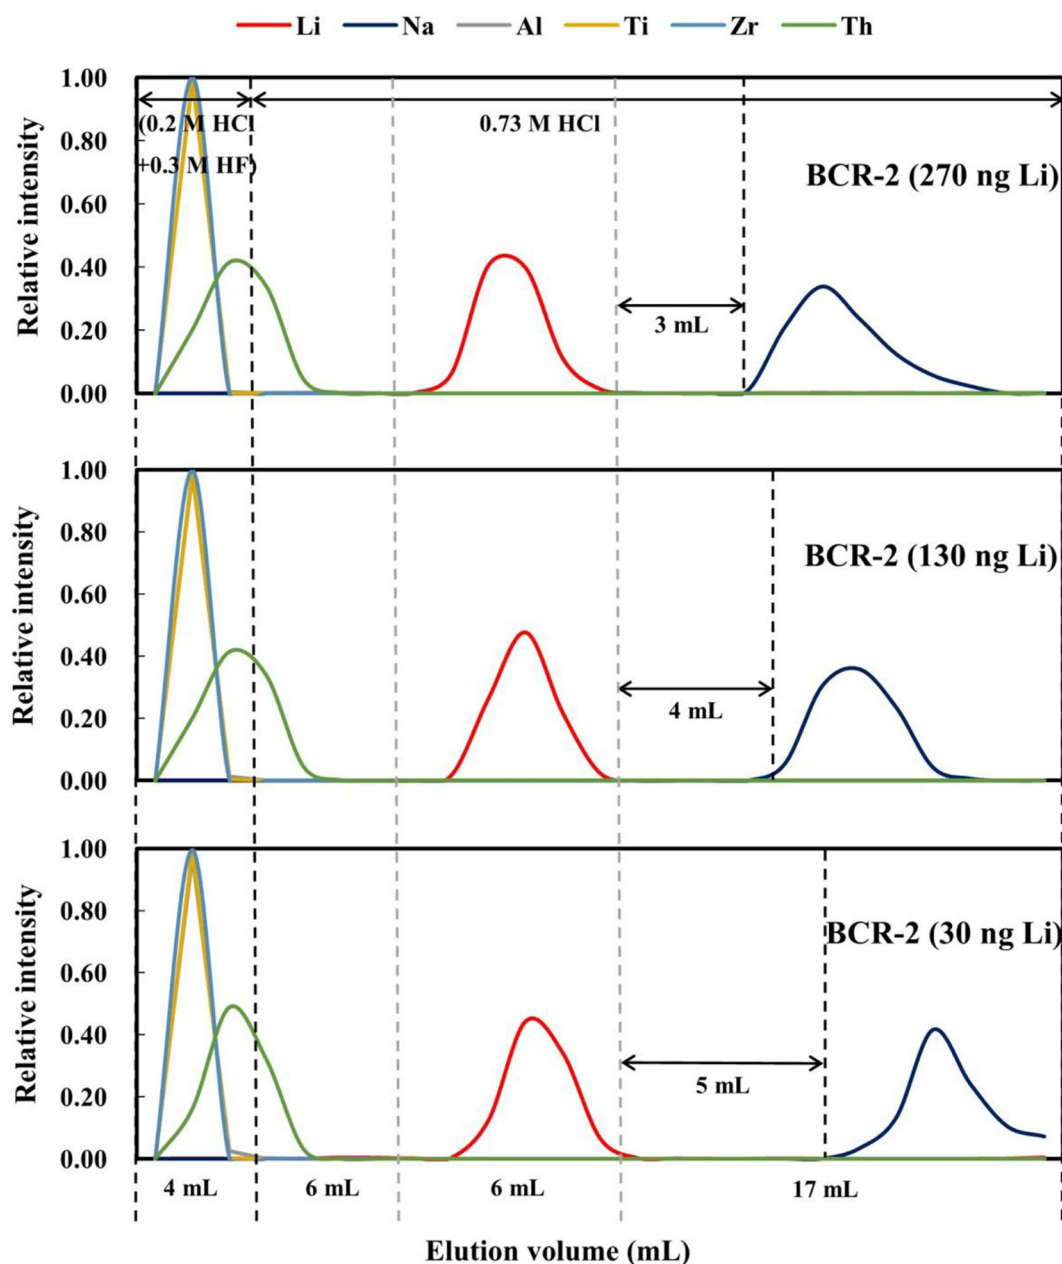 Li Na Al Ti Zr Th
Relative intensity
1.00
0.80
0.60
0.40
0.20
0.00
(0.2 M HCl
+0.3 M HF)
0.73 M HCl
BCR-2 (270 ng Li)
3 mL
Relative intensity
1.00
0.80
0.60
0.40
0.20
0.00
BCR-2 (130 ng Li)
4 mL
Relative intensity
1.00
0.80
0.60
0.40
0.20
0.00
BCR-2 (30 ng Li)
5 mL
4 mL 6 mL 6 mL 17 mL
Elution volume (mL)